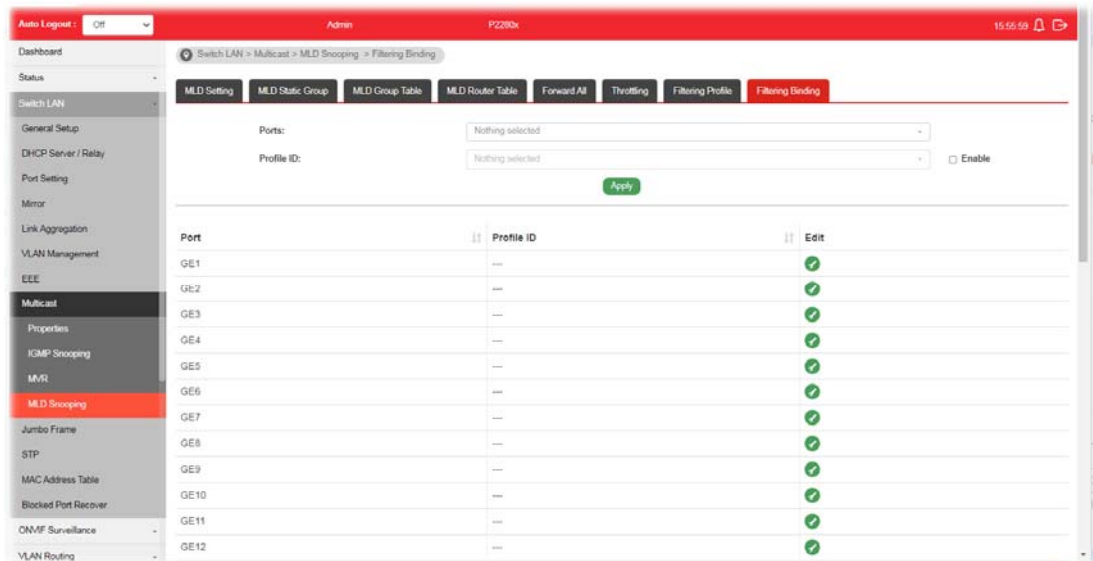 Auto Logout : Off Admin P2280x 15:55:59
Dashboard
Status
Switch LAN
General Setup
DHCP Server / Relay
Port Setting
Mirror
Link Aggregation
VLAN Management
EEE
Multicast
Properties
IGMP Snooping
MVR
MLD Snooping
Jumbo Frame
STP
MAC Address Table
Blocked Port Recover
ONVIF Surveillance
VLAN Routing
Switch LAN > Multicast > MLD Snooping > Filtering Binding
MLD Setting MLD Static Group MLD Group Table MLD Router Table Forward All Throttling Filtering Profile Filtering Binding
Ports: Nothing selected
Profile ID: Nothing selected Enable
Apply
Port Profile ID Edit
GE1 ---
GE2 ---
GE3 ---
GE4 ---
GE5 ---
GE6 ---
GE7 ---
GE8 ---
GE9 ---
GE10 ---
GE11 ---
GE12 ---